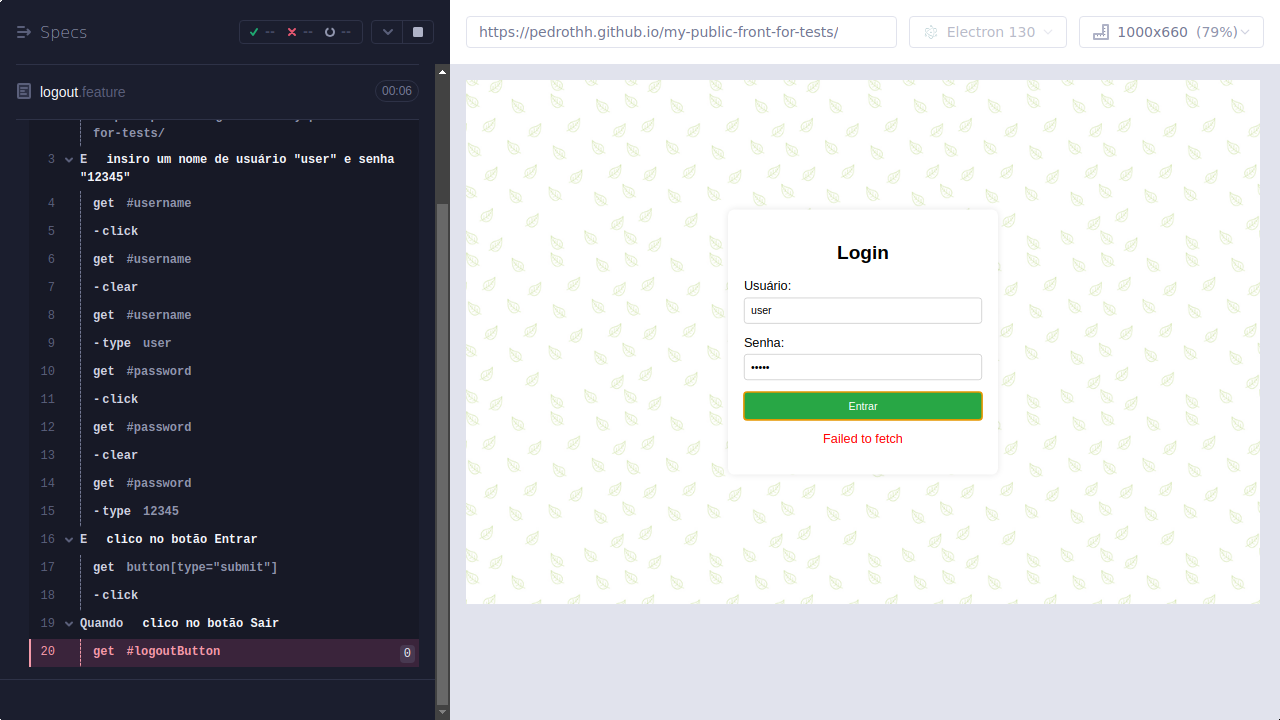 Specs
-- -- --
logout.feature 00:06
for-tests/
3 E insiro um nome de usuário "user" e senha
"12345"
4 get #username
5 -click
6 get #username
7 -clear
8 get #username
9 -type user
10 get #password
11 -click
12 get #password
13 -clear
14 get #password
15 -type 12345
16 E clico no botão Entrar
17 get button[type="submit"]
18 -click
19 Quando clico no botão Sair
20 get #logoutButton 0
https://pedrothh.github.io/my-public-front-for-tests/
Electron 130
1000x660 (79%)
Login
Usuário:
user
Senha:
•••••
Entrar
Failed to fetch